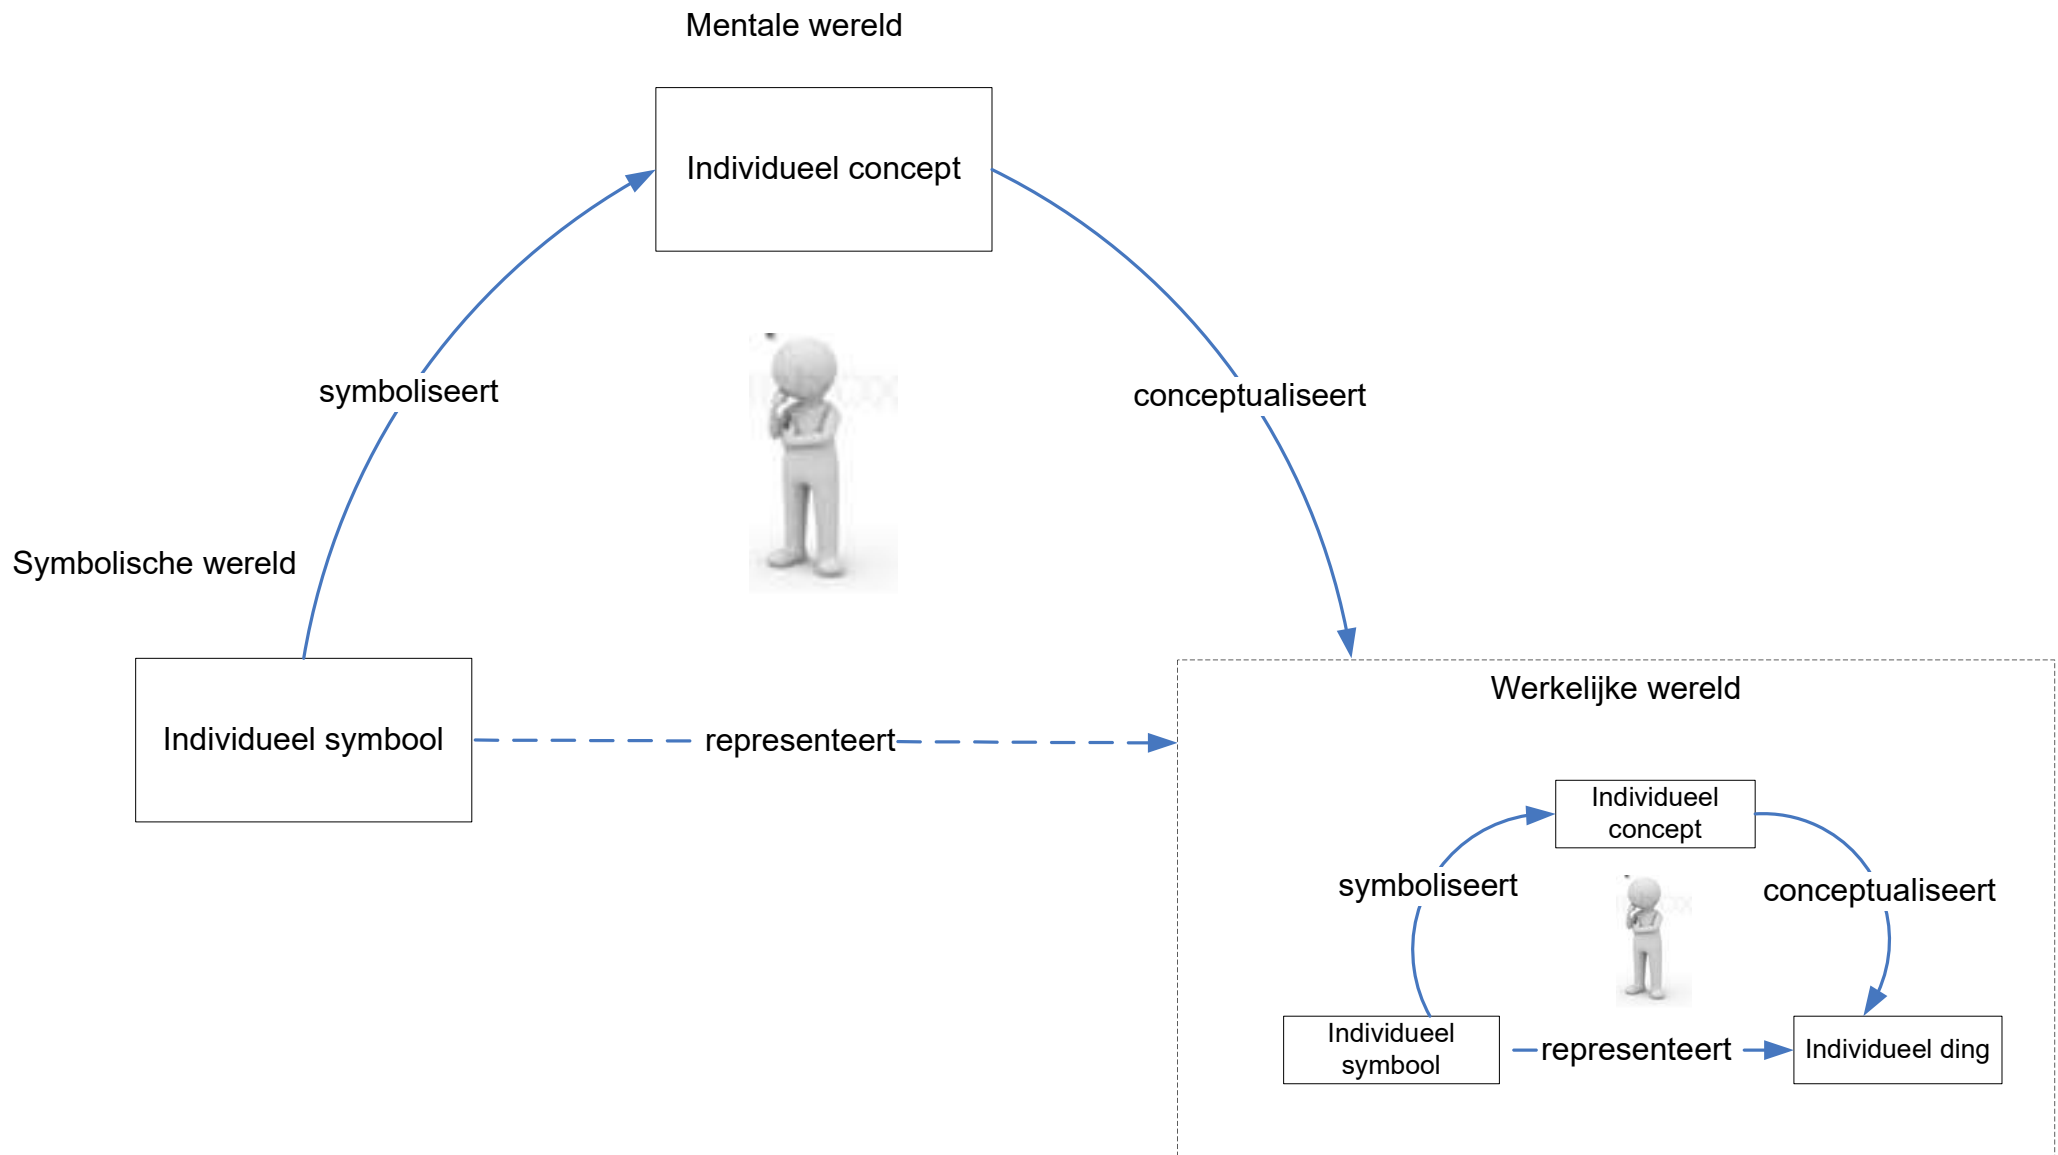 Mentale wereld
Individueel concept
symboliseert
conceptualiseert
Symbolische wereld
Individueel symbool
representeert
Werkelijke wereld
Individueel
concept
symboliseert
conceptualiseert
Individueel
symbool
representeert
Individueel ding